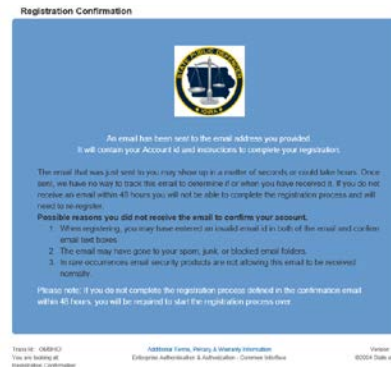 Registration Confirmation
STATE PUBLIC DEFENDER
IOWA
An email has been sent to the email address you provided.
It will contain your Account id and instructions to complete your registration.
The email that was just sent to you may show up in a matter of seconds or could take hours. Once
sent, we have no way to track this email to determine if or when you have received it. If you do not
receive an email within 48 hours you will not be able to complete the registration process and will
need to re-register.
Possible reasons you did not receive the email to confirm your account.
1. When registering, you may have entered an invalid email id in both of the email and confirm
email text boxes.
2. The email may have gone to your spam, junk, or blocked email folders.
3. In rare occurrences email security products are not allowing this email to be received
normally.
Please note: If you do not complete the registration process defined in the confirmation email
within 48 hours, you will be required to start the registration process over.
Trace Id:
You are looking at:
Registration Confirmation
Additional Forms, Privacy & Warranty Information
Enterprise Authentication & Authorization - Common Interface
Version
©2004 State